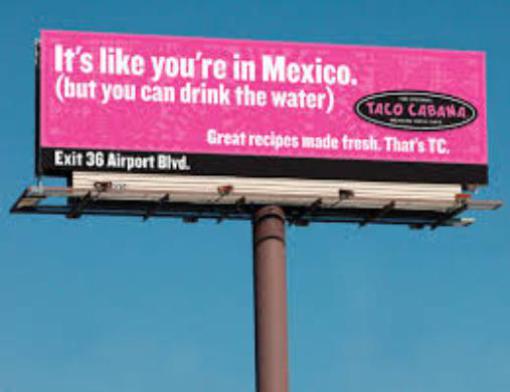 It's like you're in Mexico.
(but you can drink the water)
TACO CABANA
Great recipes made fresh. That's TC.
Exit 36 Airport Blvd.